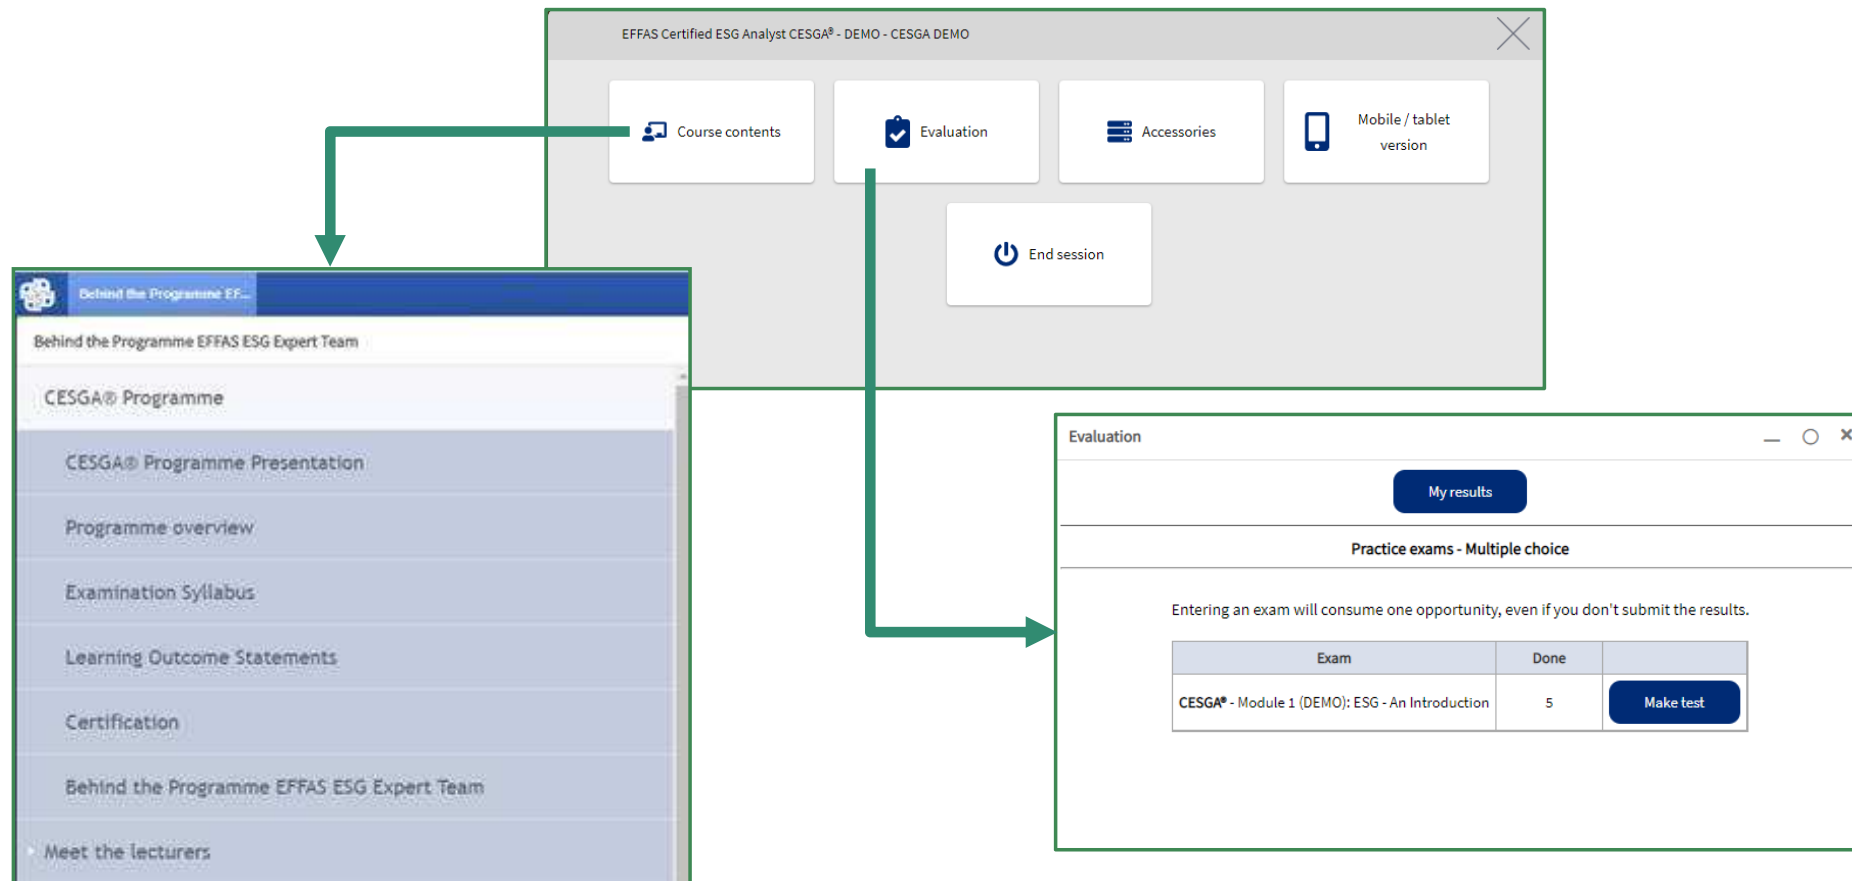 EFFAS Certified ESG Analyst CESGA® - DEMO - CESGA DEMO
Course contents
Evaluation
Accessories
Mobile / tablet
version
End session
Behind the Programme EF...
Behind the Programme EFFAS ESG Expert Team
CESGA® Programme
CESGA® Programme Presentation
Programme overview
Examination Syllabus
Learning Outcome Statements
Certification
Behind the Programme EFFAS ESG Expert Team
Meet the lecturers
Evaluation
My results
Practice exams - Multiple choice
Entering an exam will consume one opportunity, even if you don't submit the results.
Exam Done
CESGA® - Module 1 (DEMO): ESG - An Introduction 5 Make test